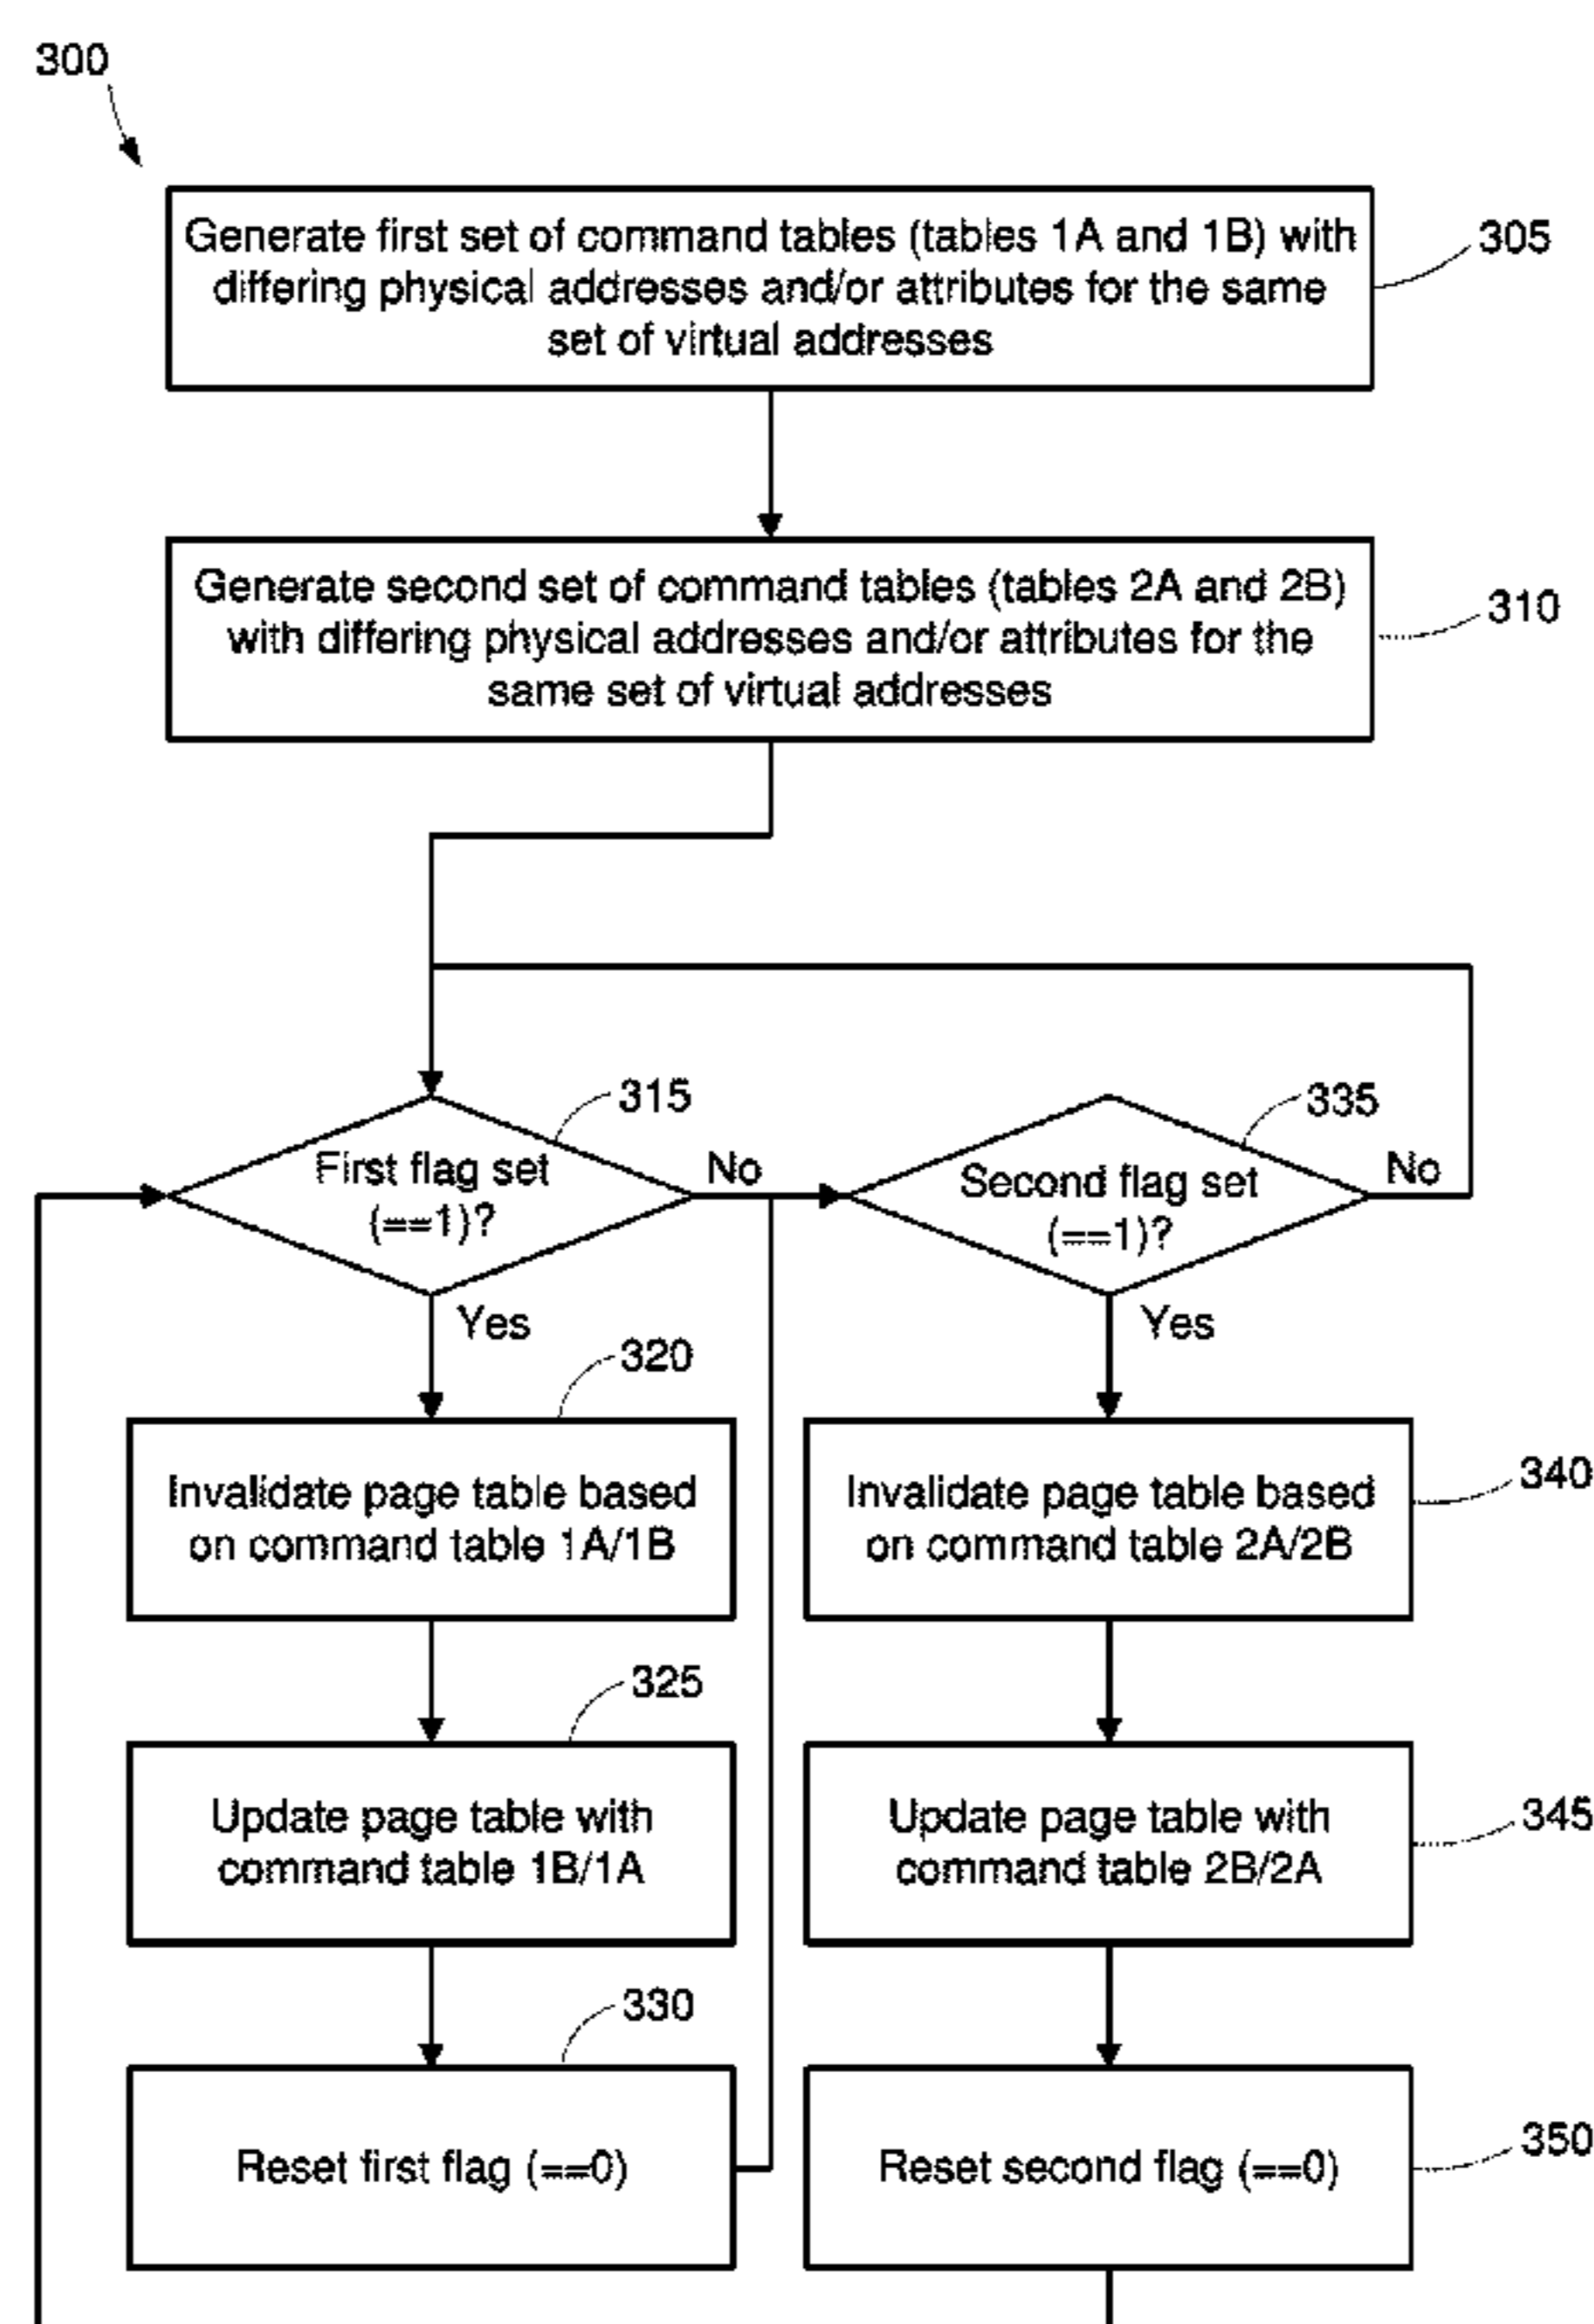 300
Generate first set of command tables (tables 1A and 1B) with
differing physical addresses and/or attributes for the same
set of virtual addresses
305
Generate second set of command tables (tables 2A and 2B)
with differing physical addresses and/or attributes for the
same set of virtual addresses
310
First flag set
(==1)?
315
No
Yes
Second flag set
(==1)?
335
No
Yes
320
Invalidate page table based
on command table 1A/1B
Invalidate page table based
on command table 2A/2B
340
325
Update page table with
command table 1B/1A
Update page table with
command table 2B/2A
345
330
Reset first flag (==0)
Reset second flag (==0)
350